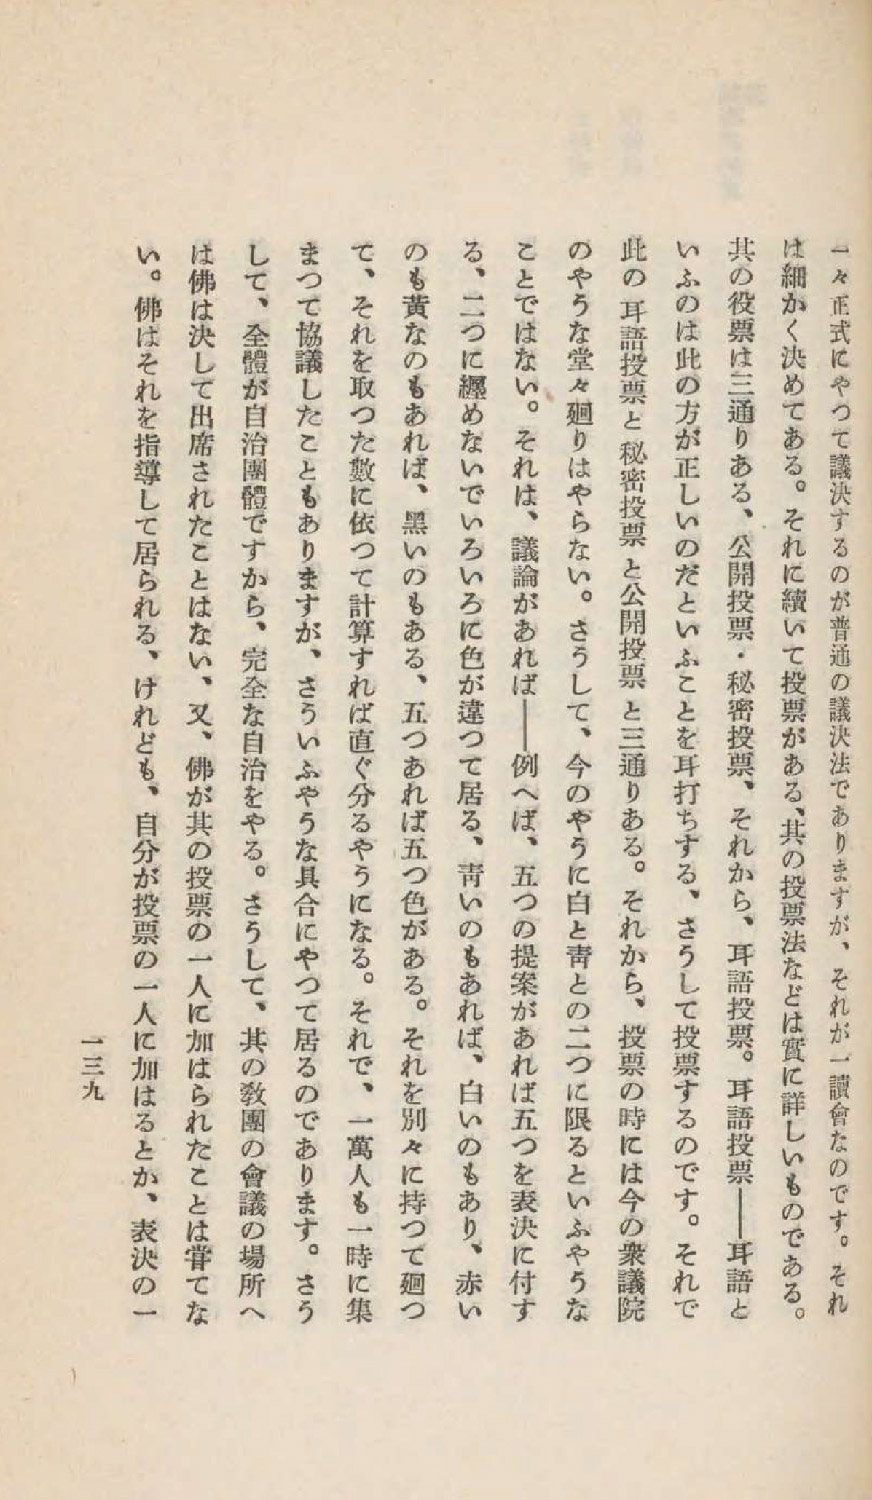 一々正式にやつて議決するのが普通の議決法でありますが、それが一讀會なのです。それ
は細かく決めてある。それに續いて投票がある、其の投票法などは實に詳しいものである。
其の役票は三通りある、公開投票・秘密投票、それから、耳語投票。耳語投票――耳語と
いふのは此の方が正しいのだといふことを耳打ちする、さうして投票するのです。それで
此の耳語投票と秘密投票と公開投票と三通りある。それから、投票の時には今の衆議院
のやうな堂々廻りはやらない。さうして、今のやうに白と靑との二つに限るといふやうな
ことではない。それは、議論があれば――例へば、五つの提案があれば五つを表決に付す
る、二つに纒めないでいろいろに色が違つて居る、靑いのもあれば、白いのもあり、赤い
のも黄なのもあれば、黑いのもある、五つあれば五つ色がある。それを別々に持つて廻つ
て、それを取つた數に依つて計算すれば直ぐ分るやうになる。それで、一萬人も一時に集
まつて協議したこともありますが、さういふやうな具合にやつて居るのであります。さう
して、全體が自治團體ですから、完全な自治をやる。さうして、其の敎團の會議の場所へ
は佛は決して出席されたことはない、又、佛が其の投票の一人に加はられたことは甞てな
い。佛はそれを指導して居られる、けれども、自分が投票の一人に加はるとか、表決の一
一三九